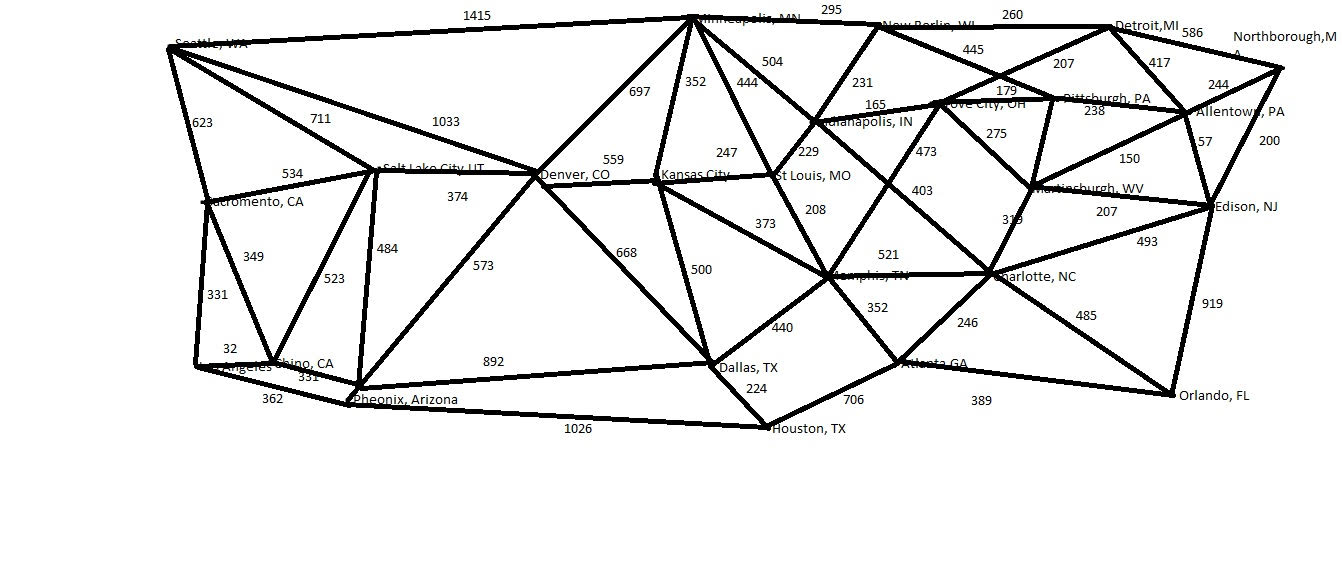 1415
295
260
Minneapolis, MN
New Berlin, WI
Detroit,MI
586
Northborough,M
A
Seattle, WA
445
207
417
504
697
352
444
231
179
244
165
Pittsburgh, PA
Grove City, OH
238
Allentown, PA
623
711
1033
Indianapolis, IN
275
57
200
559
247
229
473
150
Salt Lake City,UT
534
374
Denver, CO
Kansas City
St Louis, MO
403
Martinsburgh, WV
Sacromento, CA
208
207
Edison, NJ
319
373
349
484
573
668
500
521
493
523
Memphis, TN
Charlotte, NC
331
352
919
440
246
485
32
892
Los Angeles
Chino, CA
331
Dallas, TX
Atlanta GA
224
362
Pheonix, Arizona
706
389
Orlando, FL
1026
Houston, TX